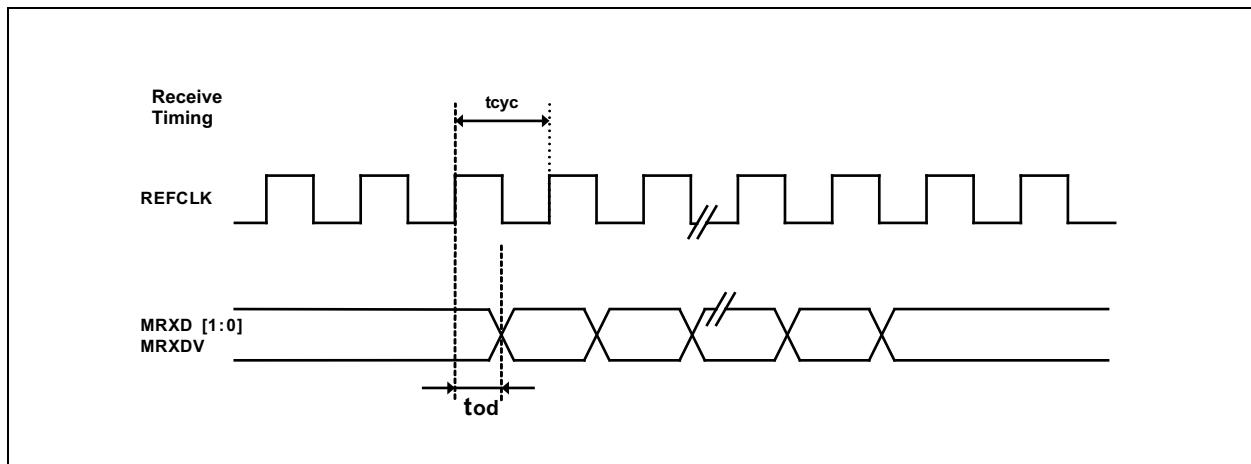 Receive
Timing
tcyc
REFCLK
MRXD [1:0]
MRXDV
tod